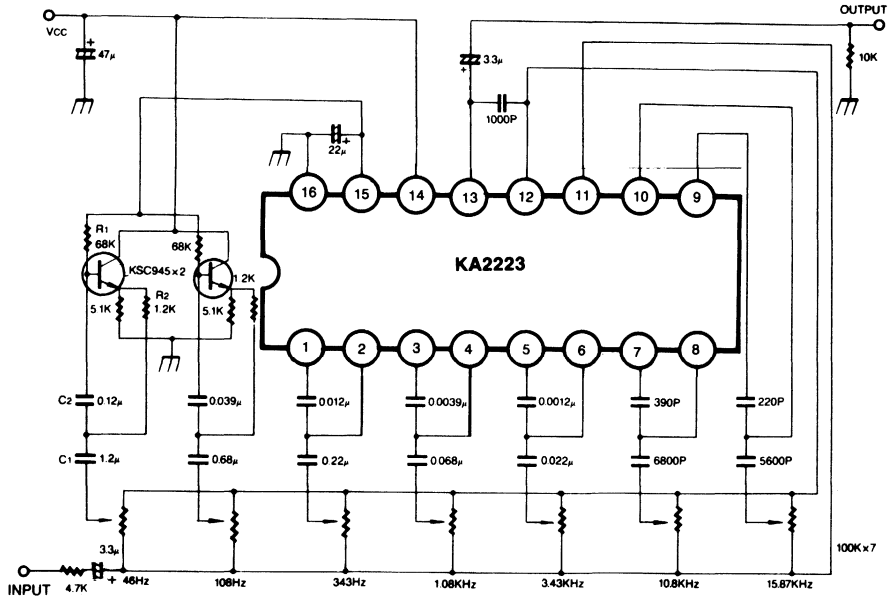 OUTPUT
VCC
47μ
+
3.3μ
+
10K
1000P
22μ
+
16 15 14 13 12 11 10 9
R1
68K
68K
KA2223
KSC945×2
1.2K
R2
1.2K
5.1K
5.1K
1 2 3 4 5 6 7 8
C2 0.12μ 0.039μ 0.012μ 0.0039μ 0.0012μ 390P 220P
C1 1.2μ 0.68μ 0.22μ 0.068μ 0.022μ 6800P 5600P
3.3μ
+
100K×7
INPUT
4.7K
46Hz 108Hz 343Hz 1.08KHz 3.43KHz 10.8KHz 15.87KHz